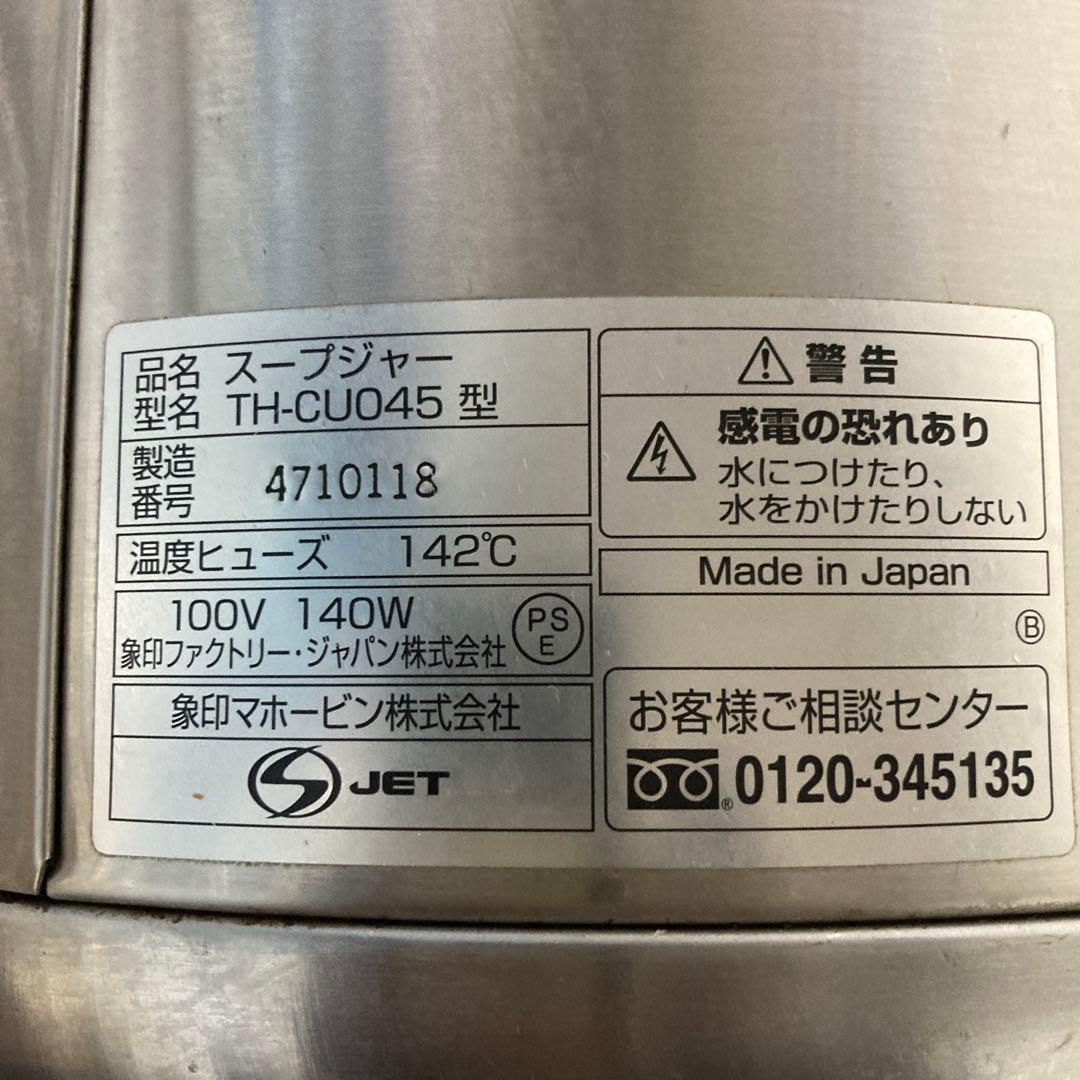 品名 スープジャー
型名 TH-CU045 型
製造
番号 4710118
温度ヒューズ 142℃
100V 140W
象印ファクトリー・ジャパン株式会社
PS
E
象印マホービン株式会社
S JET
警告
感電の恐れあり
水につけたり、
水をかけたりしない
Made in Japan
Ⓑ
お客様ご相談センター
® 0120-345135